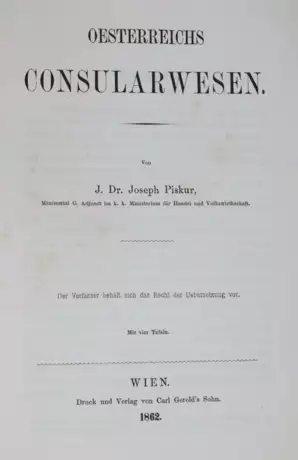 OESTERREICHS
CONSULARWESEN.
Von
J. Dr. Joseph Piskur,
Ministerial C. Adjunct im k. k. Ministerium für Handel und Volkswirthschaft.
Der Verfasser behält sich das Recht der Uebersetzung vor.
Mit vier Tafeln.
WIEN.
Druck und Verlag von Carl Gerold's Sohn.
1862.